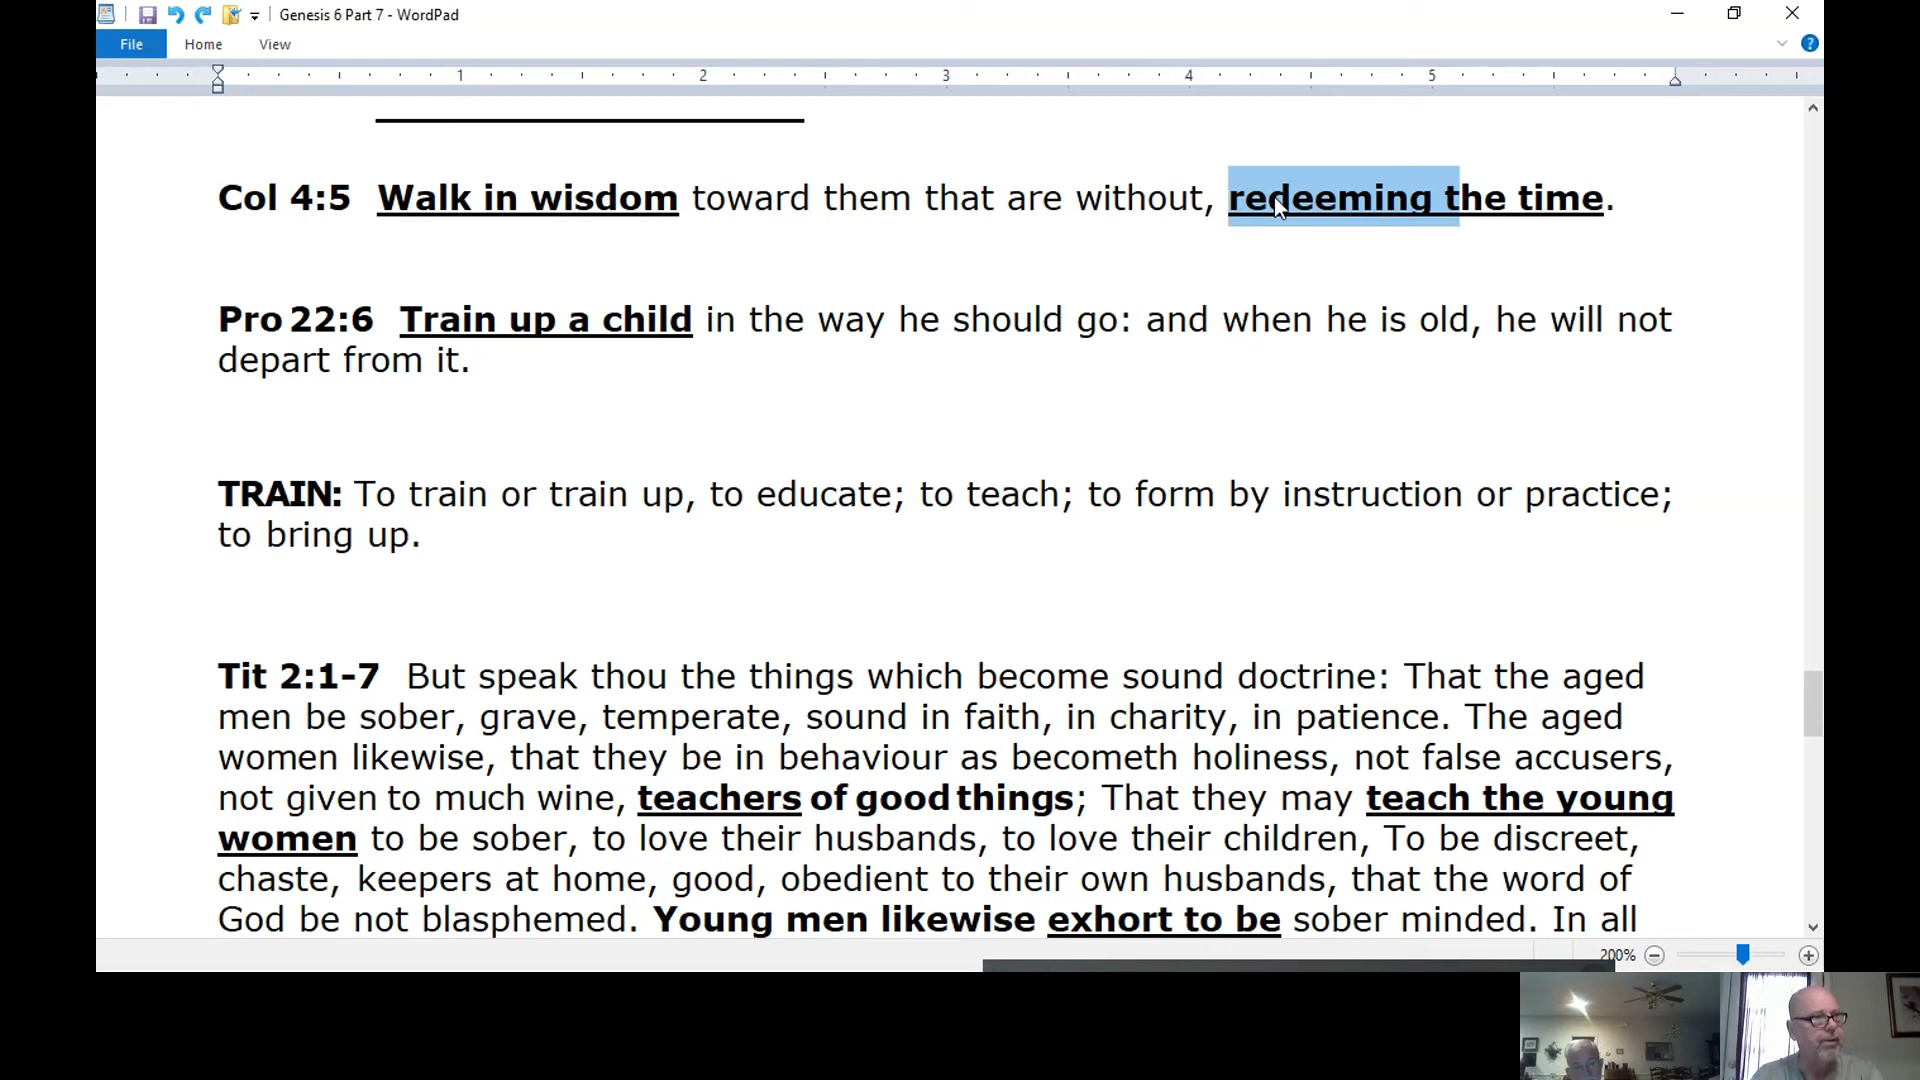 Genesis 6 Part 7 - WordPad
File Home View
1 2 3 4 5
Col 4:5 Walk in wisdom toward them that are without, redeeming the time.
Pro 22:6 Train up a child in the way he should go: and when he is old, he will not
depart from it.
TRAIN: To train or train up, to educate; to teach; to form by instruction or practice;
to bring up.
Tit 2:1-7 But speak thou the things which become sound doctrine: That the aged
men be sober, grave, temperate, sound in faith, in charity, in patience. The aged
women likewise, that they be in behaviour as becometh holiness, not false accusers,
not given to much wine, teachers of good things; That they may teach the young
women to be sober, to love their husbands, to love their children, To be discreet,
chaste, keepers at home, good, obedient to their own husbands, that the word of
God be not blasphemed. Young men likewise exhort to be sober minded. In all
200%